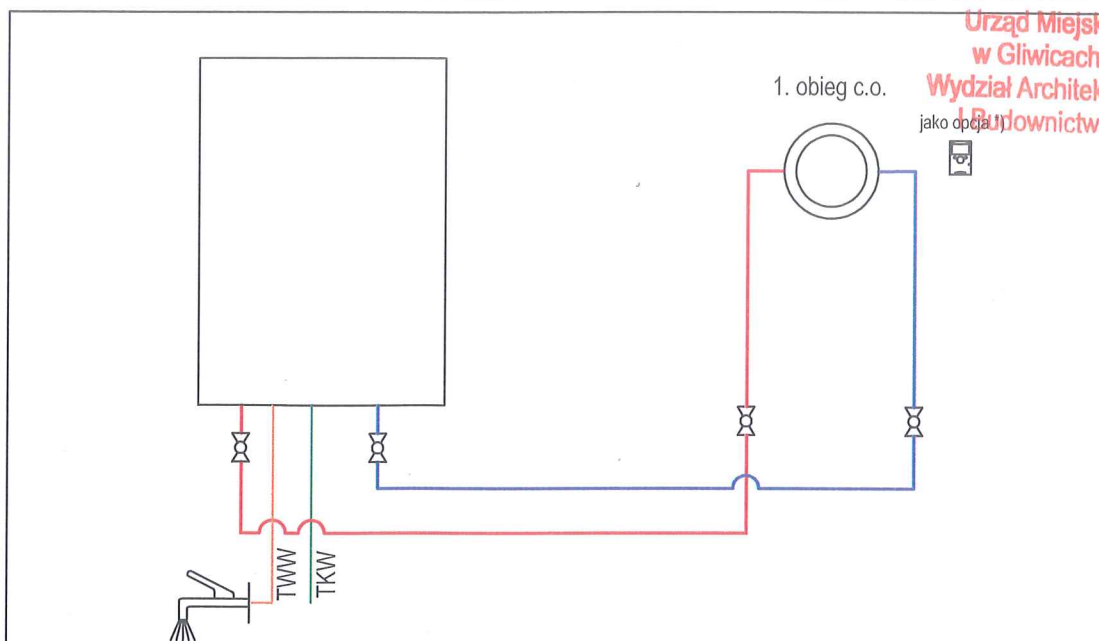 Urząd Miejsk
w Gliwicach
Wydział Architek
i Budownictw
1. obieg c.o.
jako opcja *)
TWW
TKW